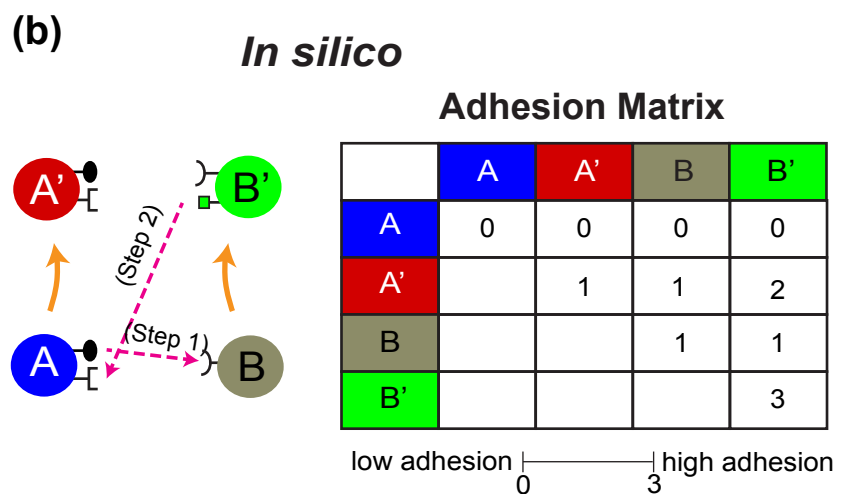 (b)
In silico
Adhesion Matrix
A'
B'
(Step 2)
(Step 1)
A
B
A A' B B'
A 0 0 0 0
A' 1 1 2
B 1 1
B' 3
low adhesion high adhesion
0 3